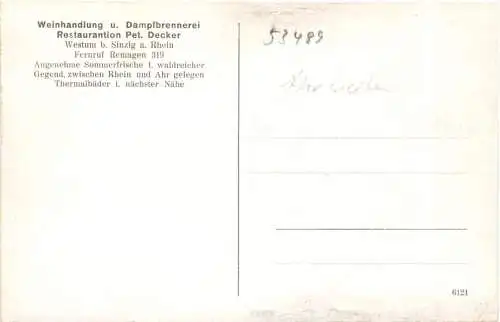 Weinhandlung u. Dampfbrennerei
Restaurantion Pet. Decker
Westum b. Sinzig a. Rhein
Fernruf Remagen 319
Angenehme Sommerfrische i. waldreicher
Gegend, zwischen Rhein und Ahr gelegen
Thermalbäder i. nächster Nähe
53489
6121